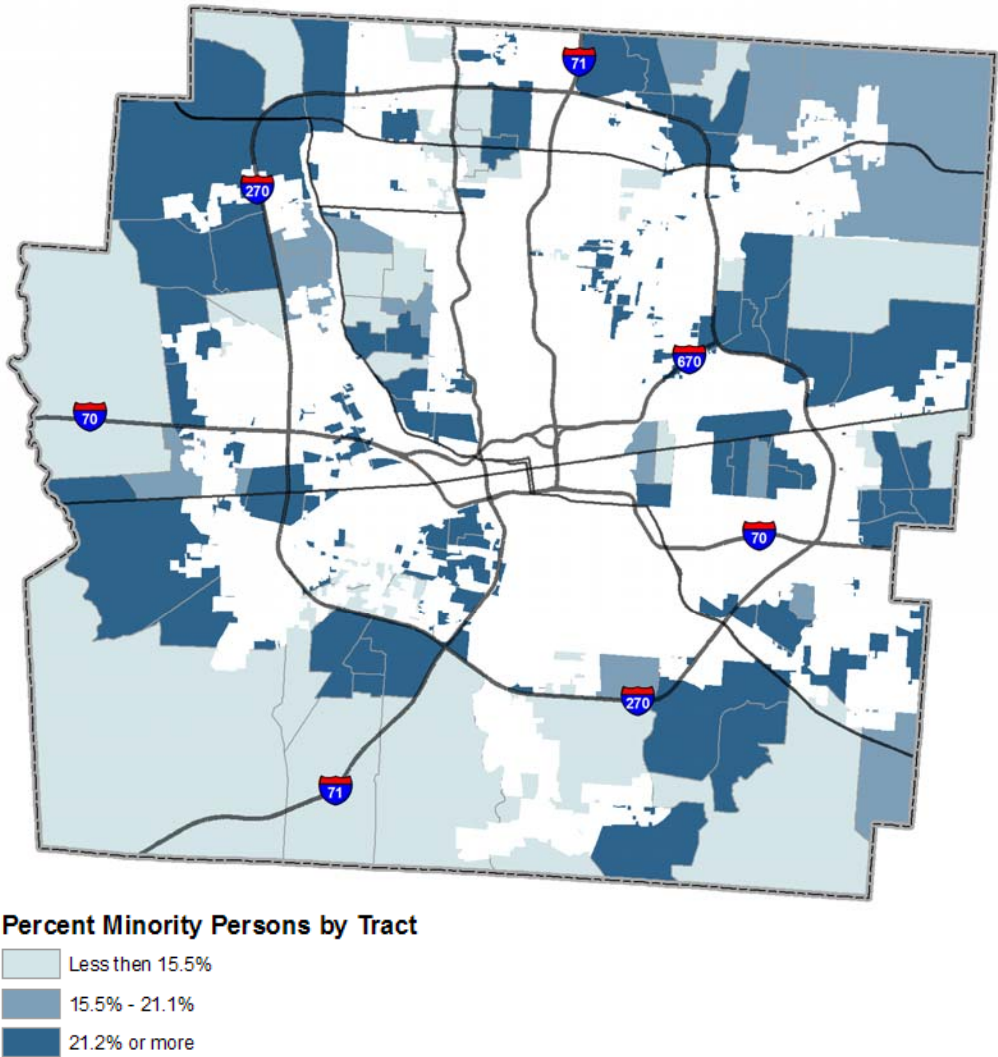 71
270
670
70
70
270
71
Percent Minority Persons by Tract
Less then 15.5%
15.5% - 21.1%
21.2% or more